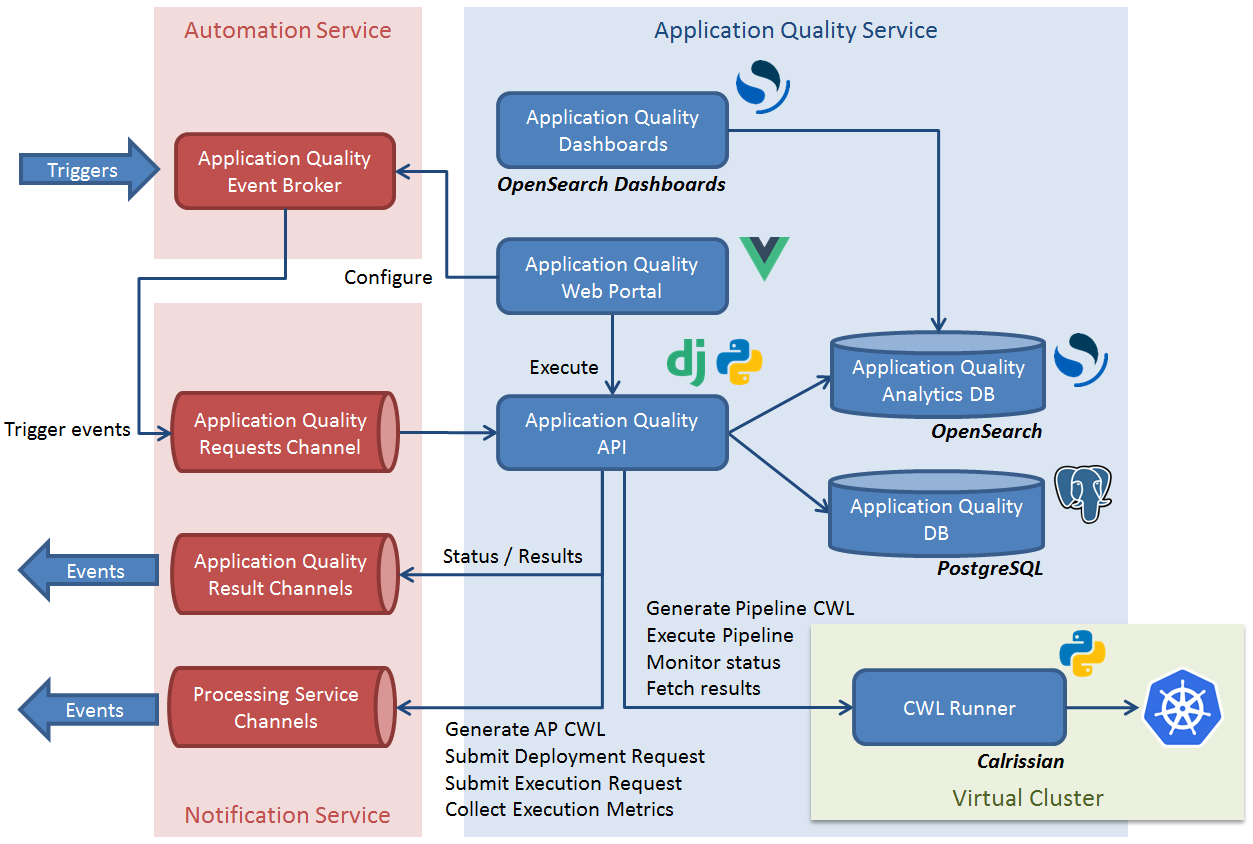 Automation Service
Application Quality Service
Application Quality
Dashboards
OpenSearch Dashboards
Triggers
Application Quality
Event Broker
Configure
Application Quality
Web Portal
Execute
dj
Application Quality
Analytics DB
OpenSearch
Trigger events
Application Quality
Requests Channel
Application Quality
API
Application Quality
DB
PostgreSQL
Events
Application Quality
Result Channels
Status / Results
Generate Pipeline CWL
Execute Pipeline
Monitor status
Fetch results
Events
Processing Service
Channels
Generate AP CWL
Submit Deployment Request
Submit Execution Request
Collect Execution Metrics
CWL Runner
Calrissian
Virtual Cluster
Notification Service